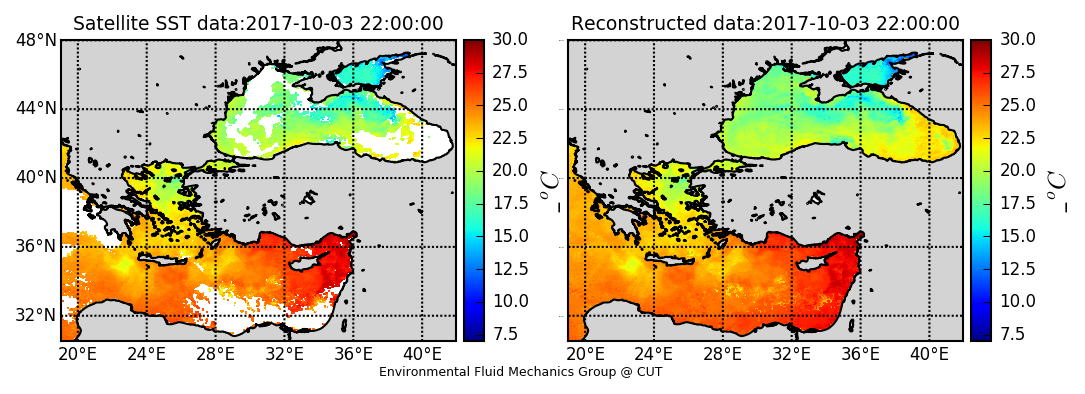 Satellite SST data:2017-10-03 22:00:00
48°N
44°N
40°N
36°N
32°N
20°E 24°E 28°E 32°E 36°E 40°E
30.0
27.5
25.0
22.5
20.0
17.5
15.0
12.5
10.0
7.5
_ °C
Reconstructed data:2017-10-03 22:00:00
20°E 24°E 28°E 32°E 36°E 40°E
30.0
27.5
25.0
22.5
20.0
17.5
15.0
12.5
10.0
7.5
_ °C
Environmental Fluid Mechanics Group @ CUT